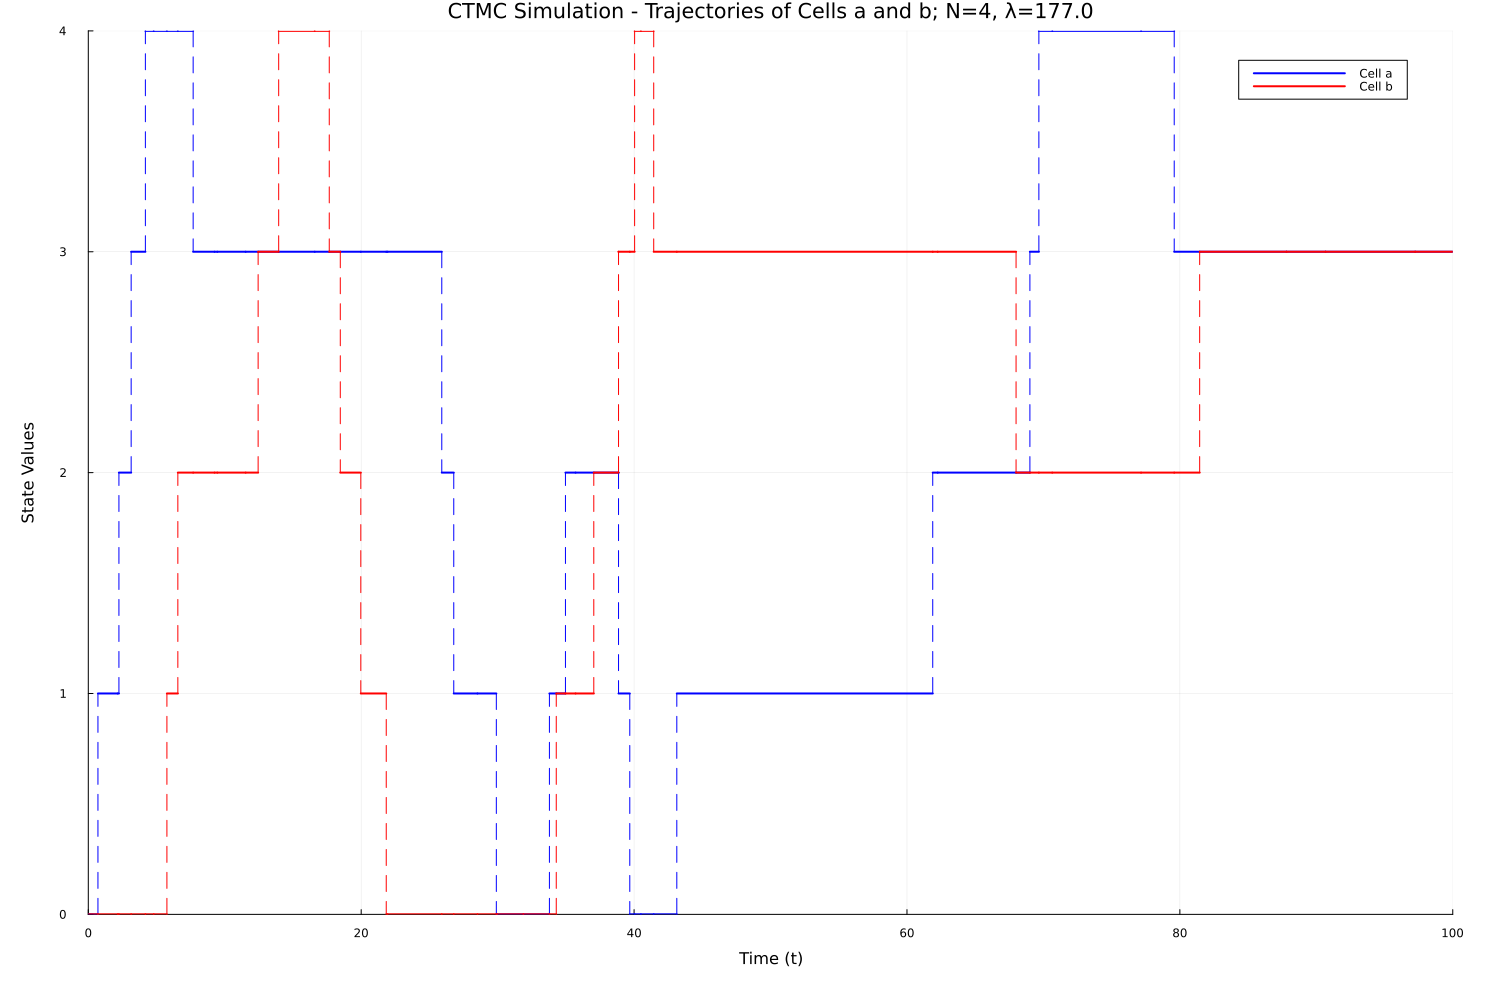 CTMC Simulation - Trajectories of Cells a and b; N=4, λ=177.0
Cell a
Cell b
State Values
4
3
2
1
0
0 20 40 60 80 100
Time (t)